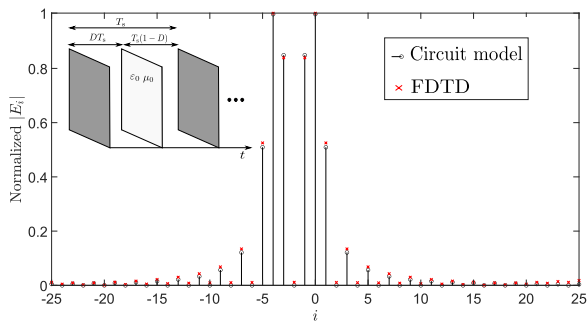 Normalized |E_i|
1
0.8
0.6
0.4
0.2
0
T_s
DT_s T_s(1 − D)
ε_0 μ_0
•••
t
Circuit model
FDTD
-25 -20 -15 -10 -5 0 5 10 15 20 25
i